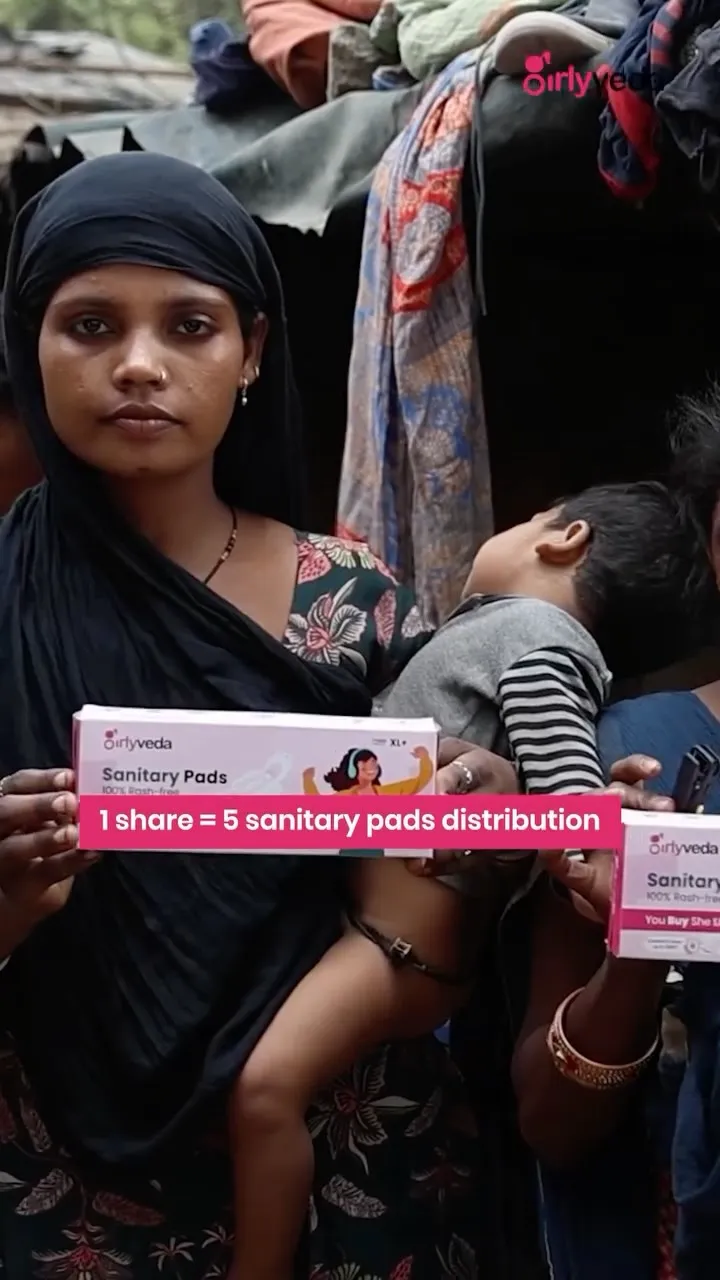 Girlyveda
Girlyveda
XL+
Sanitary Pads
100% Rash-free
1 share = 5 sanitary pads distribution
Girlyveda
Sanitary
100% Rash-free
You Buy She